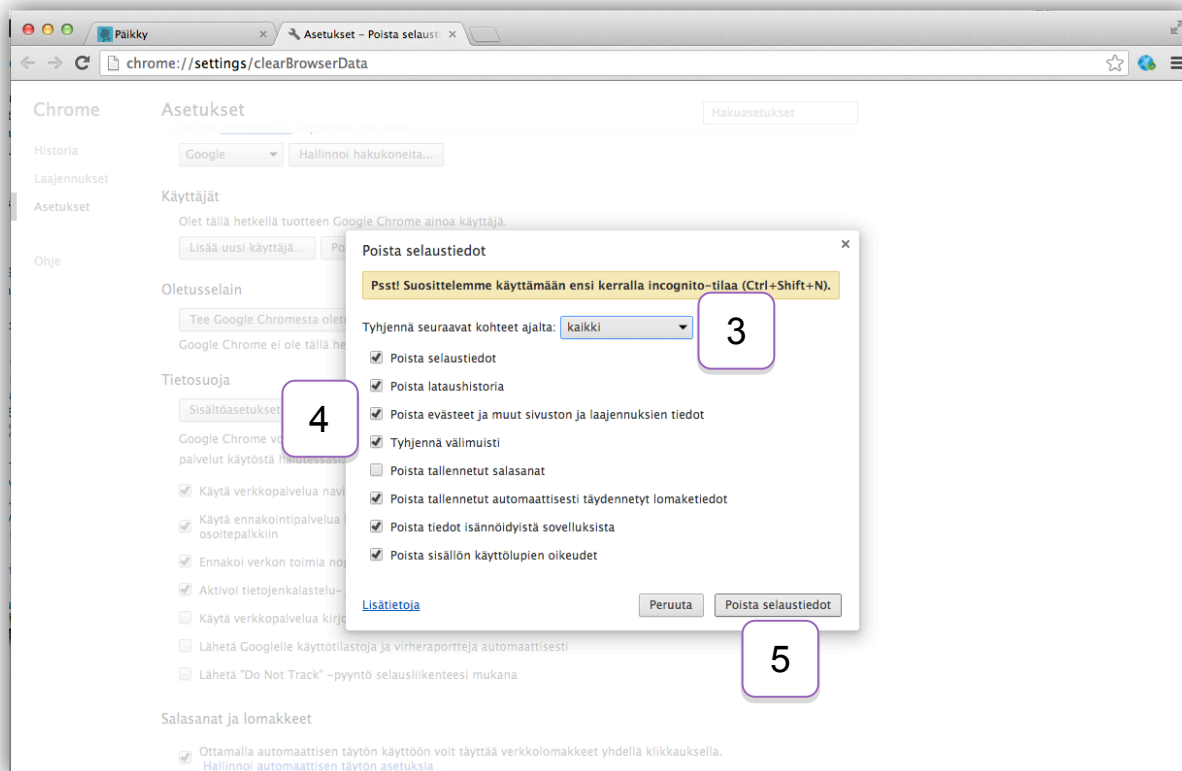 Päikky
Asetukset – Poista selausti
chrome://settings/clearBrowserData
Chrome
Asetukset
Hakuasetukset
Historia
Laajennukset
Asetukset
Ohje
Google
Hallinnoi hakukoneita...
Käyttäjät
Olet tällä hetkellä tuotteen Google Chrome ainoa käyttäjä.
Lisää uusi käyttäjä...
Po
Oletusselain
Tee Google Chromesta olet
Google Chrome ei ole tällä he
Tietosuoja
Sisältöasetukset
Google Chrome vo
palvelut käytöstä halutessasi
Käytä verkkopalvelua navi
Käytä ennakointipalvelua
osoitepalkkiin
Ennakoi verkon toimia no
Aktivoi tietojenkalastelu-
Käytä verkkopalvelua kirjo
Lähetä Googlelle käyttötilastoja ja virheraportteja automaattisesti
Lähetä "Do Not Track" -pyyntö selausliikenteesi mukana
Salasanat ja lomakkeet
Ottamalla automaattisen täytön käyttöön voit täyttää verkkolomakkeet yhdellä klikkauksella.
Hallinnoi automaattisen täytön asetuksia
Poista selaustiedot
Psst! Suosittelemme käyttämään ensi kerralla incognito-tilaa (Ctrl+Shift+N).
Tyhjennä seuraavat kohteet ajalta: kaikki
3
Poista selaustiedot
Poista lataushistoria
Poista evästeet ja muut sivuston ja laajennuksien tiedot
4
Tyhjennä välimuisti
Poista tallennetut salasanat
Poista tallennetut automaattisesti täydennetyt lomaketiedot
Poista tiedot isännöidyistä sovelluksista
Poista sisällön käyttölupien oikeudet
Lisätietoja
Peruuta
Poista selaustiedot
5